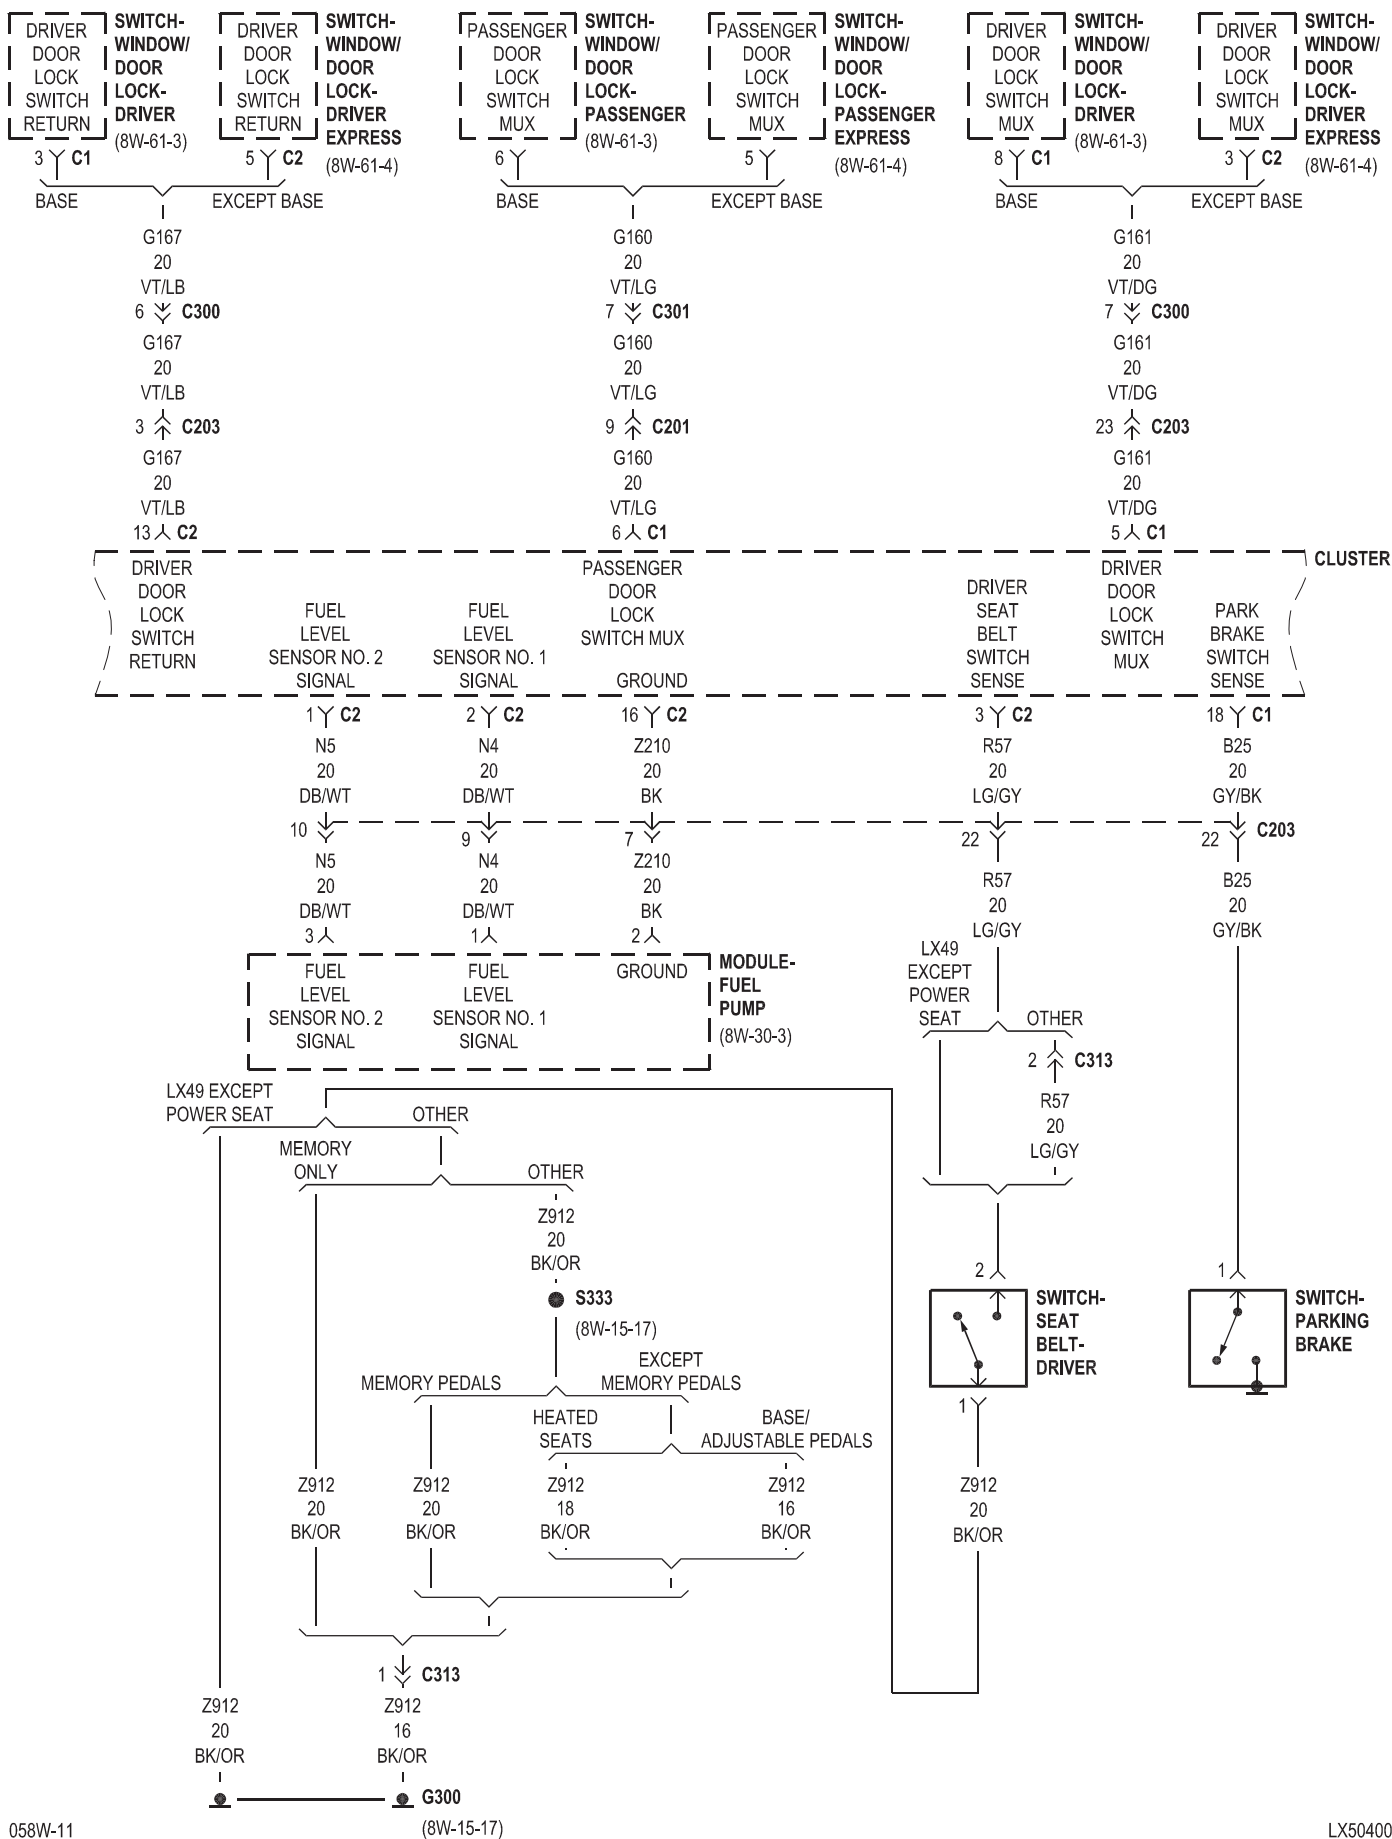 DRIVER
DOOR
LOCK
SWITCH
RETURN
SWITCH-
WINDOW/
DOOR
LOCK-
DRIVER
(8W-61-3)
DRIVER
DOOR
LOCK
SWITCH
RETURN
SWITCH-
WINDOW/
DOOR
LOCK-
DRIVER
EXPRESS
(8W-61-4)
PASSENGER
DOOR
LOCK
SWITCH
MUX
SWITCH-
WINDOW/
DOOR
LOCK-
PASSENGER
(8W-61-3)
PASSENGER
DOOR
LOCK
SWITCH
MUX
SWITCH-
WINDOW/
DOOR
LOCK-
PASSENGER
EXPRESS
(8W-61-4)
DRIVER
DOOR
LOCK
SWITCH
MUX
SWITCH-
WINDOW/
DOOR
LOCK-
DRIVER
(8W-61-3)
DRIVER
DOOR
LOCK
SWITCH
MUX
SWITCH-
WINDOW/
DOOR
LOCK-
DRIVER
EXPRESS
(8W-61-4)
3 C1
5 C2
6
5
8 C1
3 C2
BASE
EXCEPT BASE
BASE
EXCEPT BASE
BASE
EXCEPT BASE
G167
20
VT/LB
6 C300
G167
20
VT/LB
3 C203
G167
20
VT/LB
13 C2
G160
20
VT/LG
7 C301
G160
20
VT/LG
9 C201
G160
20
VT/LG
6 C1
G161
20
VT/DG
7 C300
G161
20
VT/DG
23 C203
G161
20
VT/DG
5 C1
CLUSTER
DRIVER
DOOR
LOCK
SWITCH
RETURN
FUEL
LEVEL
SENSOR NO. 2
SIGNAL
FUEL
LEVEL
SENSOR NO. 1
SIGNAL
PASSENGER
DOOR
LOCK
SWITCH MUX
GROUND
DRIVER
SEAT
BELT
SWITCH
SENSE
DRIVER
DOOR
LOCK
SWITCH
MUX
PARK
BRAKE
SWITCH
SENSE
1 C2
2 C2
16 C2
3 C2
18 C1
N5
20
DB/WT
N4
20
DB/WT
Z210
20
BK
R57
20
LG/GY
B25
20
GY/BK
10
9
7
22
22
C203
N5
20
DB/WT
3
N4
20
DB/WT
1
Z210
20
BK
2
R57
20
LG/GY
B25
20
GY/BK
FUEL
LEVEL
SENSOR NO. 2
SIGNAL
FUEL
LEVEL
SENSOR NO. 1
SIGNAL
GROUND
MODULE-
FUEL
PUMP
(8W-30-3)
LX49
EXCEPT
POWER
SEAT
OTHER
2 C313
R57
20
LG/GY
LX49 EXCEPT
POWER SEAT
OTHER
MEMORY
ONLY
OTHER
Z912
20
BK/OR
S333
(8W-15-17)
MEMORY PEDALS
EXCEPT
MEMORY PEDALS
HEATED
SEATS
BASE/
ADJUSTABLE PEDALS
2
SWITCH-
SEAT
BELT-
DRIVER
1
1
SWITCH-
PARKING
BRAKE
Z912
20
BK/OR
Z912
20
BK/OR
Z912
18
BK/OR
Z912
16
BK/OR
Z912
20
BK/OR
1 C313
Z912
20
BK/OR
Z912
16
BK/OR
G300
(8W-15-17)
058W-11
LX50400